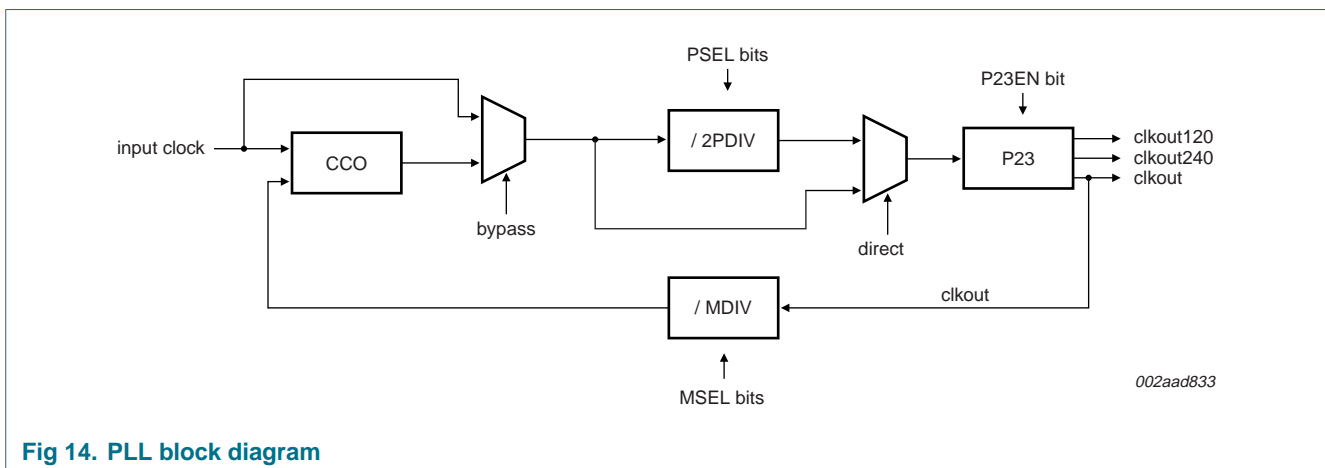 PSEL bits
P23EN bit
input clock
CCO
/ 2PDIV
P23
clkout120
clkout240
clkout
bypass
direct
/ MDIV
clkout
MSEL bits
002aad833
Fig 14. PLL block diagram